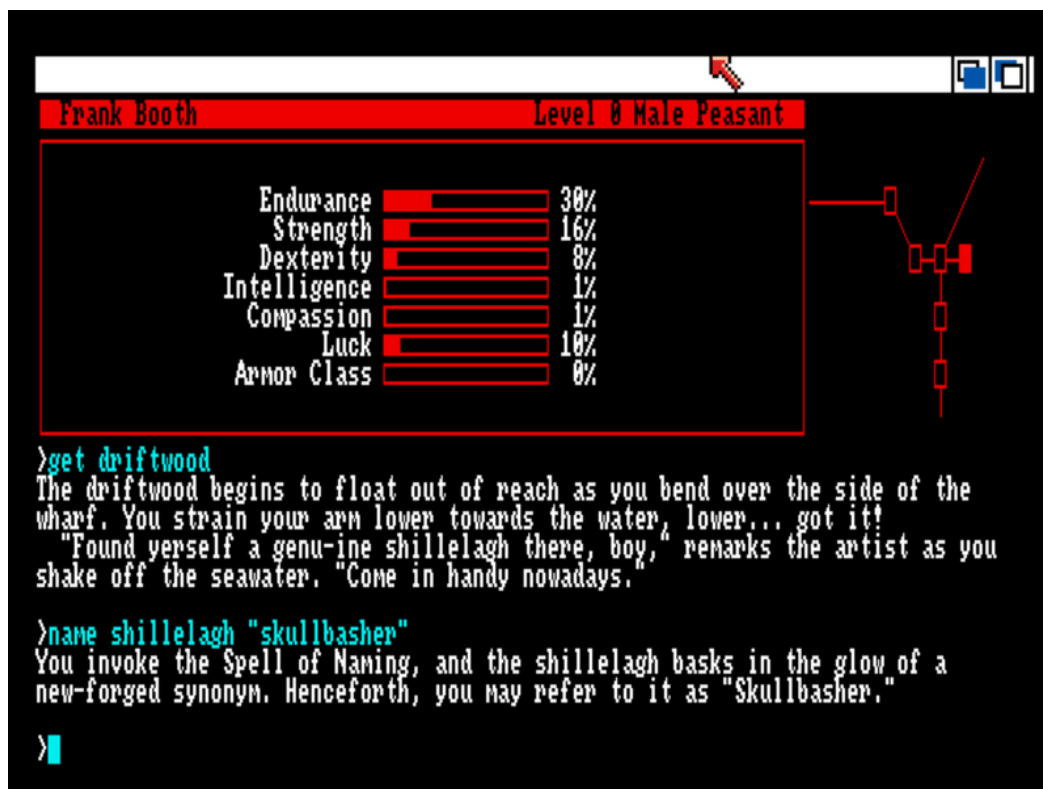 Frank Booth Level 0 Male Peasant
Endurance 30%
Strength 16%
Dexterity 8%
Intelligence 1%
Compassion 1%
Luck 10%
Armor Class 0%
>get driftwood
The driftwood begins to float out of reach as you bend over the side of the
wharf. You strain your arm lower towards the water, lower... got it!
"Found yerself a genu-ine shillelagh there, boy," remarks the artist as you
shake off the seawater. "Come in handy nowadays."
>name shillelagh "skullbasher"
You invoke the Spell of Naming, and the shillelagh basks in the glow of a
new-forged synonym. Henceforth, you may refer to it as "Skullbasher."
>